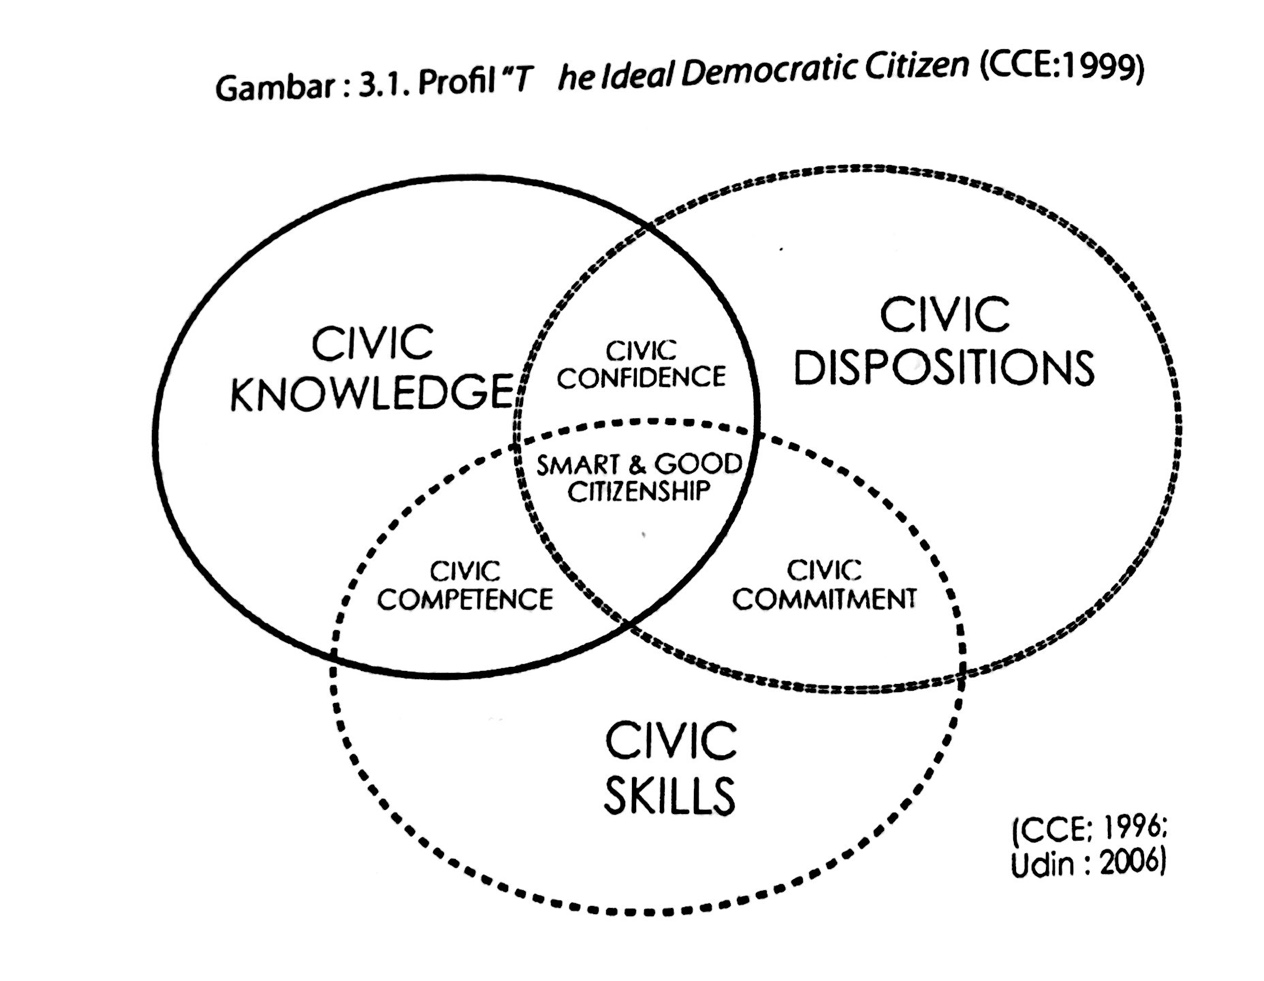 Gambar : 3.1. Profil "T he Ideal Democratic Citizen (CCE:1999)
CIVIC
KNOWLEDGE
CIVIC
CONFIDENCE
CIVIC
DISPOSITIONS
SMART & GOOD
CITIZENSHIP
CIVIC
COMPETENCE
CIVIC
COMMITMENT
CIVIC
SKILLS
(CCE; 1996:
Udin : 2006)